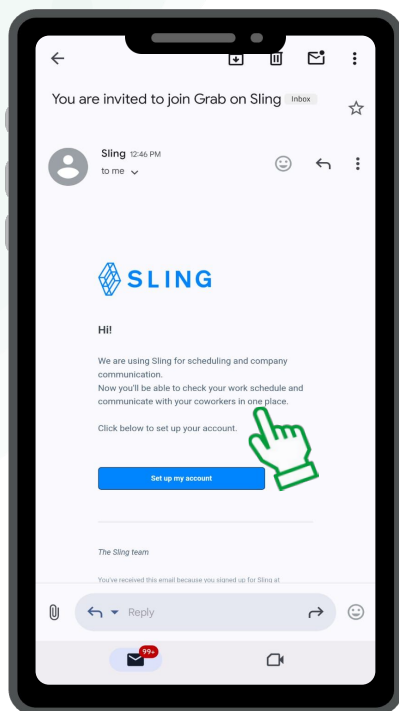 You are invited to join Grab on Sling Inbox
Sling 12:46 PM
to me
SLING
Hi!
We are using Sling for scheduling and company
communication.
Now you'll be able to check your work schedule and
communicate with your coworkers in one place.
Click below to set up your account.
Set up my account
The Sling team
You've received this email because you signed up for Sling at
Reply
99+